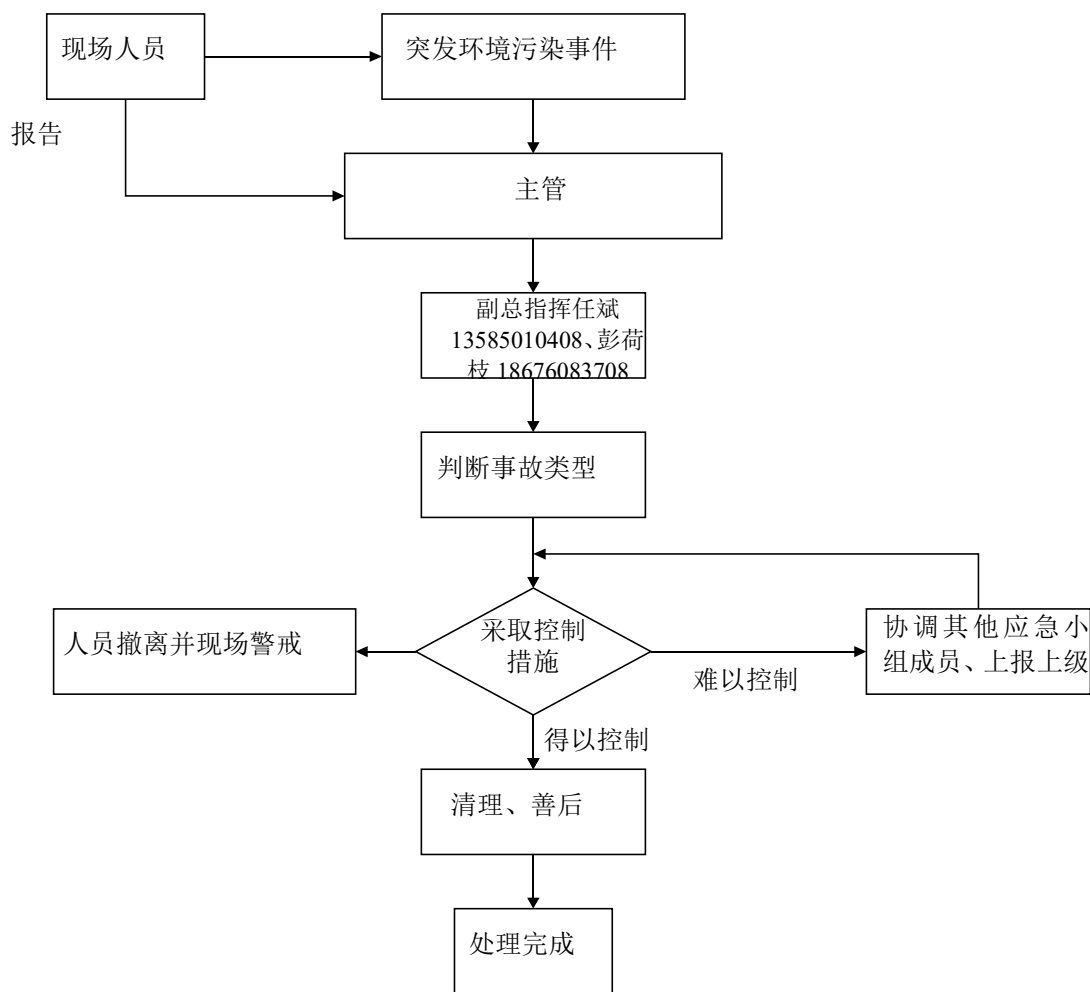 现场人员
突发环境污染事件
报告
主管
副总指挥任斌
13585010408、彭荷
枝 18676083708
判断事故类型
人员撤离并现场警戒
采取控制
措施
协调其他应急小
组成员、上报上级
难以控制
得以控制
清理、善后
处理完成